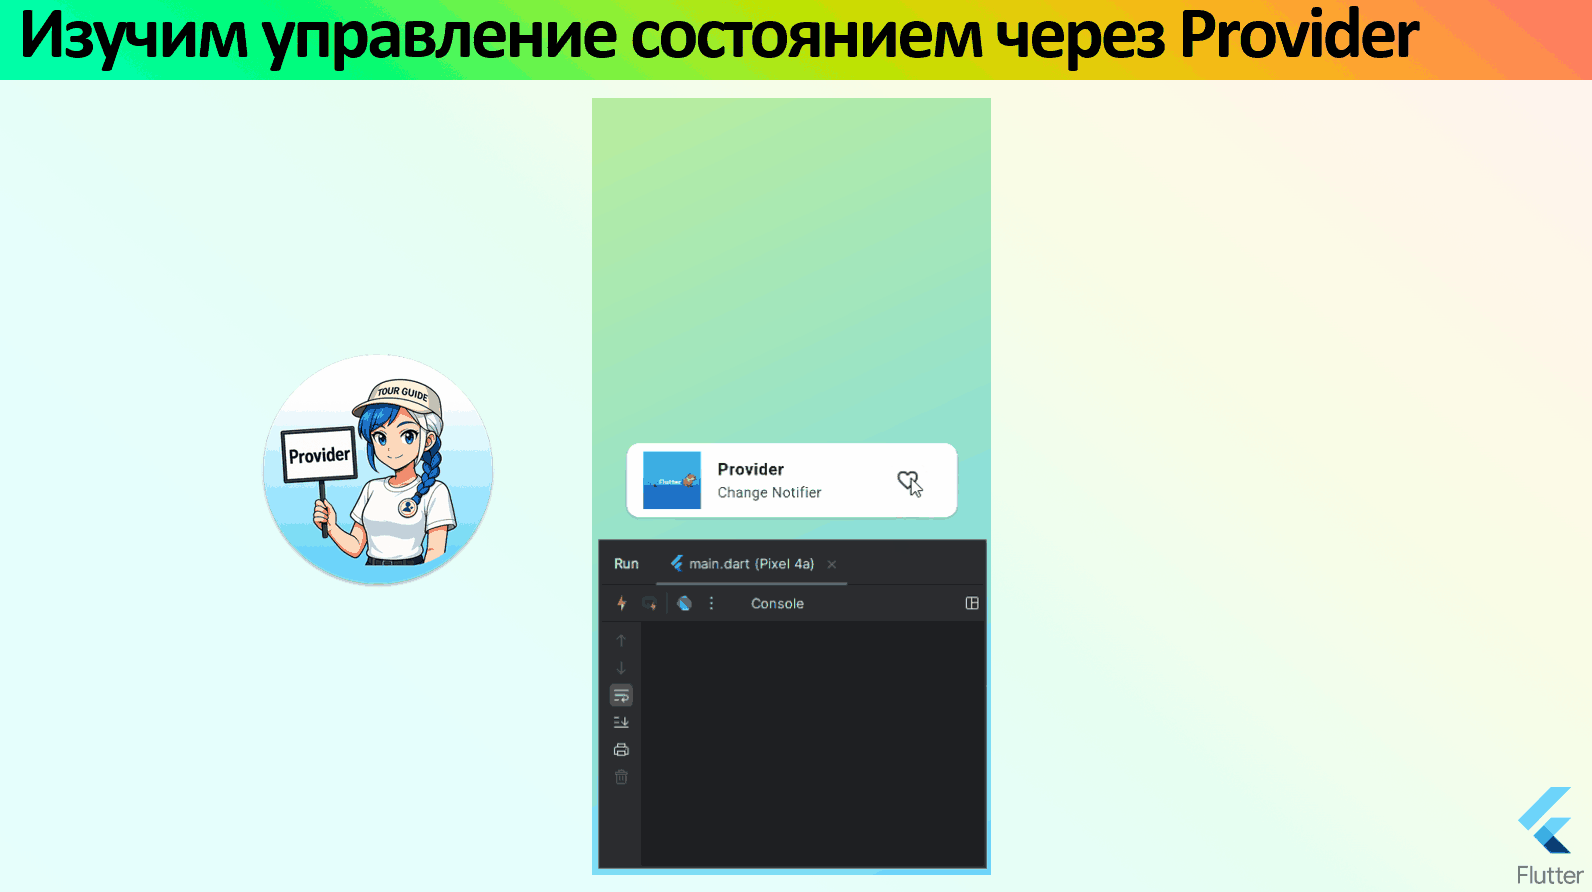 Изучим управление состоянием через Provider
TOUR GUIDE
Provider
Flutter
Provider
Change Notifier
Run
main.dart (Pixel 4a)
Console
Flutter